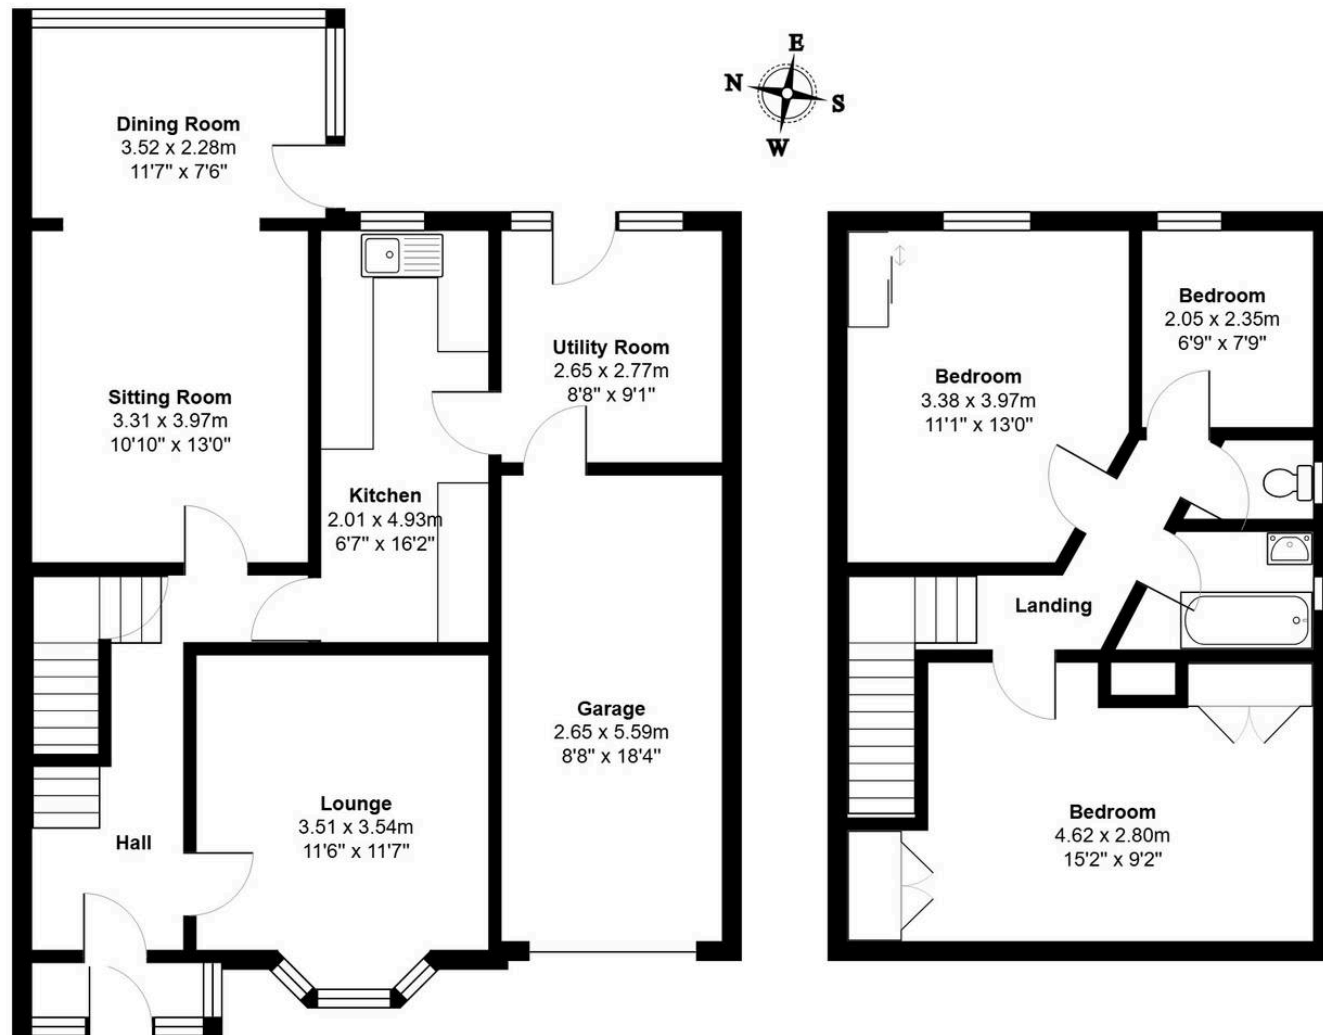 E
N
S
W
Dining Room
3.52 x 2.28m
11'7" x 7'6"
Sitting Room
3.31 x 3.97m
10'10" x 13'0"
Kitchen
2.01 x 4.93m
6'7" x 16'2"
Utility Room
2.65 x 2.77m
8'8" x 9'1"
Garage
2.65 x 5.59m
8'8" x 18'4"
Lounge
3.51 x 3.54m
11'6" x 11'7"
Hall
Bedroom
3.38 x 3.97m
11'1" x 13'0"
Bedroom
2.05 x 2.35m
6'9" x 7'9"
Landing
Bedroom
4.62 x 2.80m
15'2" x 9'2"